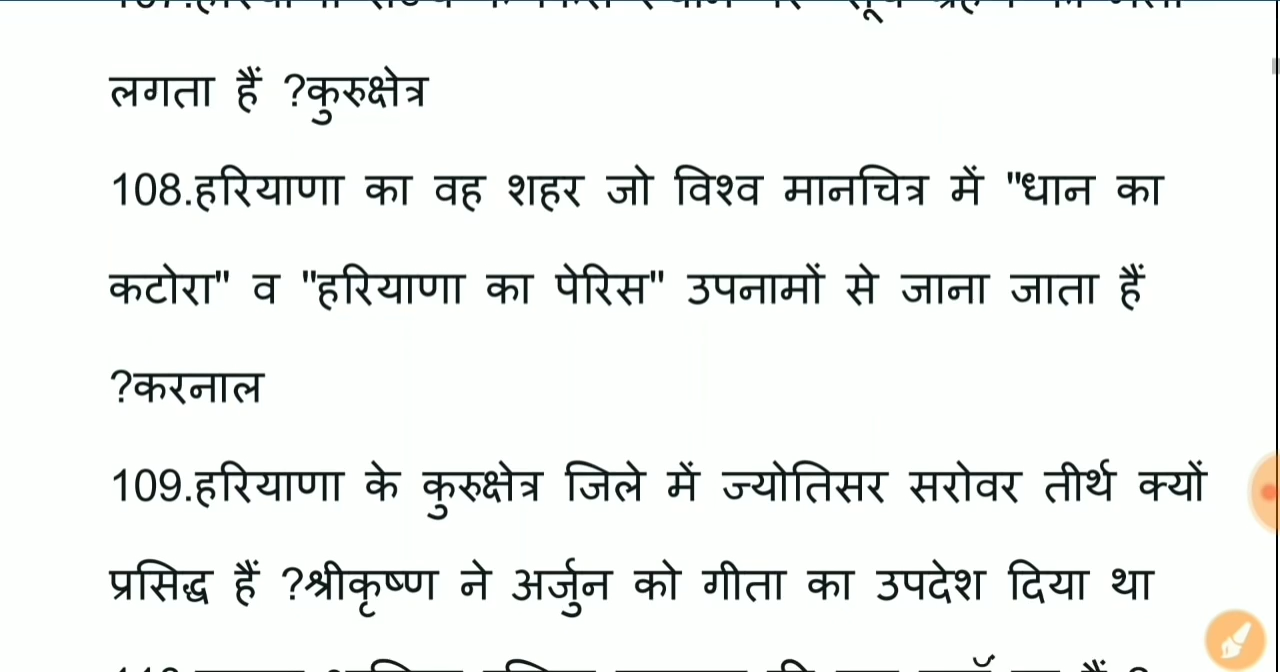 लगता हैं ?कुरुक्षेत्र
108.हरियाणा का वह शहर जो विश्व मानचित्र में "धान का
कटोरा" व "हरियाणा का पेरिस" उपनामों से जाना जाता हैं
?करनाल
109.हरियाणा के कुरुक्षेत्र जिले में ज्योतिसर सरोवर तीर्थ क्यों
प्रसिद्ध हैं ?श्रीकृष्ण ने अर्जुन को गीता का उपदेश दिया था